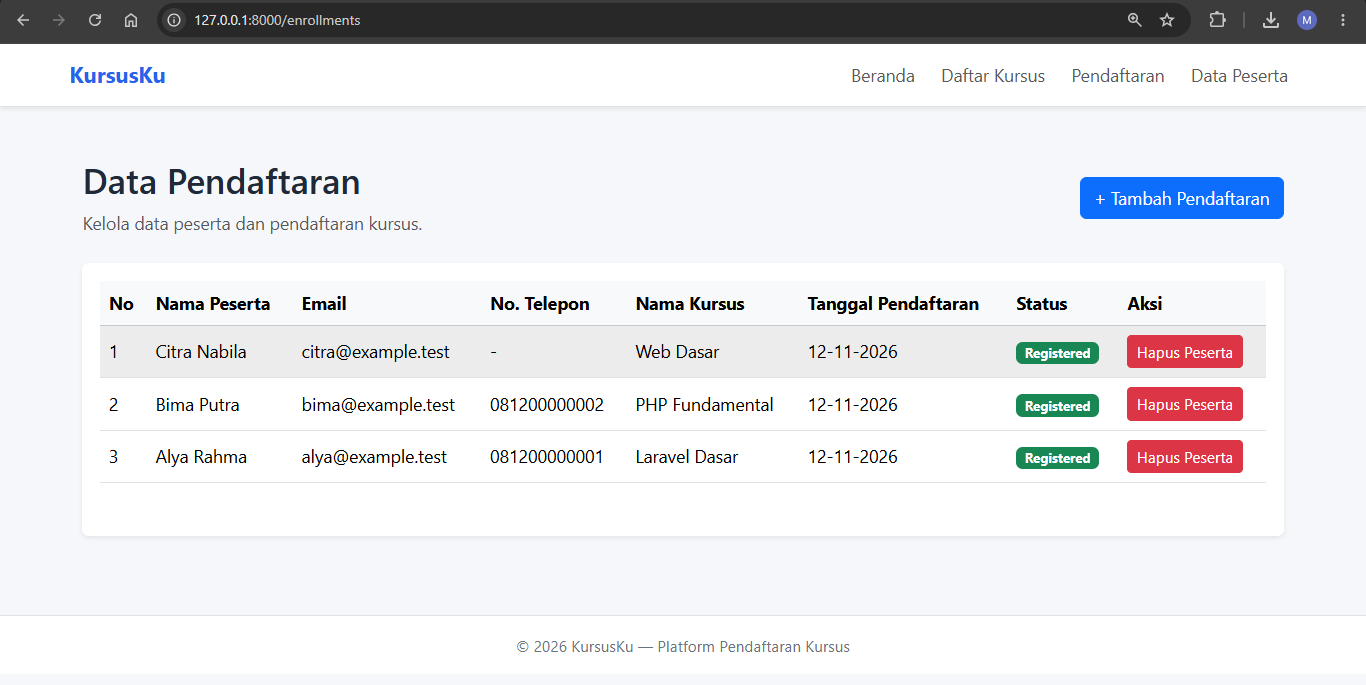 127.0.0.1:8000/enrollments
M
KursusKu Beranda Daftar Kursus Pendaftaran Data Peserta
Data Pendaftaran
+ Tambah Pendaftaran
Kelola data peserta dan pendaftaran kursus.
No Nama Peserta Email No. Telepon Nama Kursus Tanggal Pendaftaran Status Aksi
1 Citra Nabila citra@example.test - Web Dasar 12-11-2026 Registered Hapus Peserta
2 Bima Putra bima@example.test 081200000002 PHP Fundamental 12-11-2026 Registered Hapus Peserta
3 Alya Rahma alya@example.test 081200000001 Laravel Dasar 12-11-2026 Registered Hapus Peserta
© 2026 KursusKu — Platform Pendaftaran Kursus